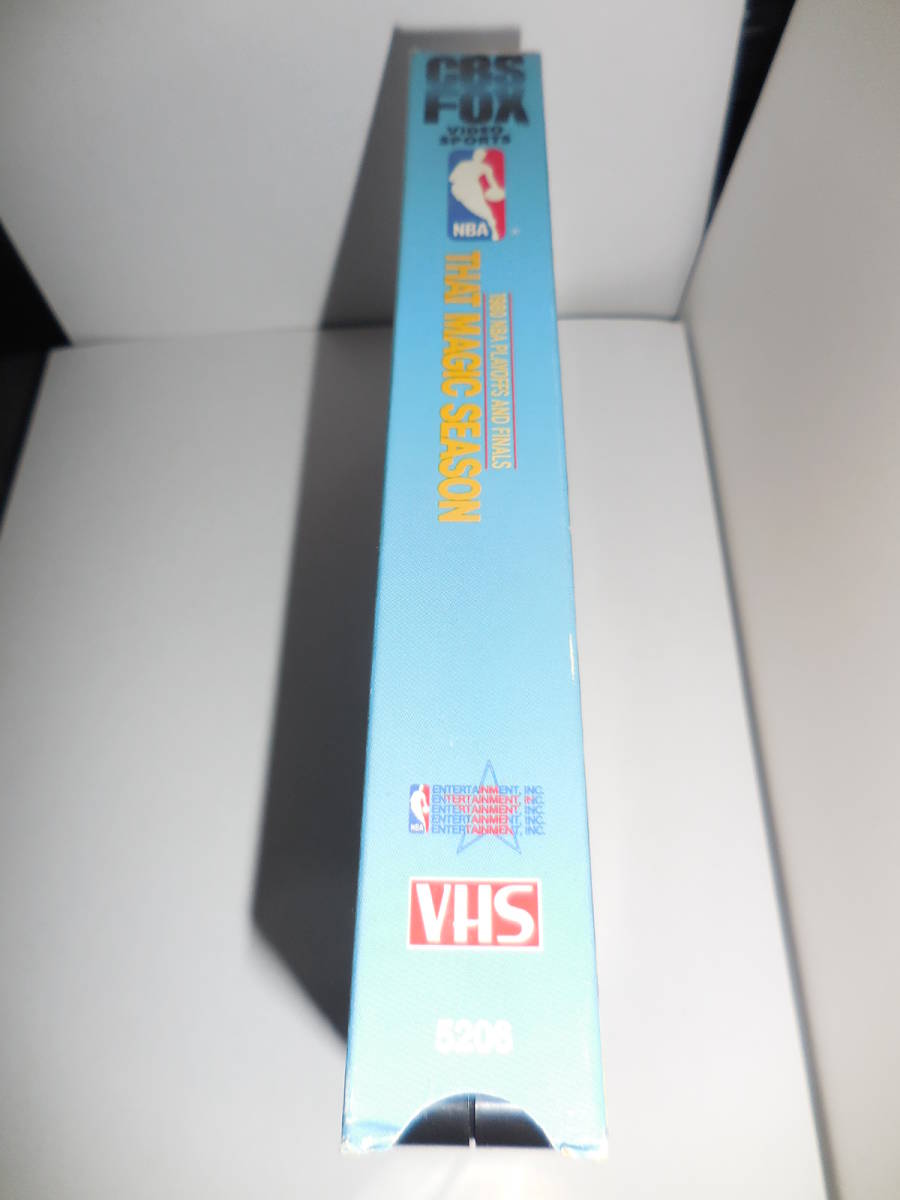 CBS
FOX
VIDEO
SPORTS
NBA
1980 NBA PLAYOFFS AND FINALS
THAT MAGIC SEASON
NBA
ENTERTAINMENT, INC.
ENTERTAINMENT, INC.
ENTERTAINMENT, INC.
ENTERTAINMENT, INC.
ENTERTAINMENT, INC.
VHS
5206